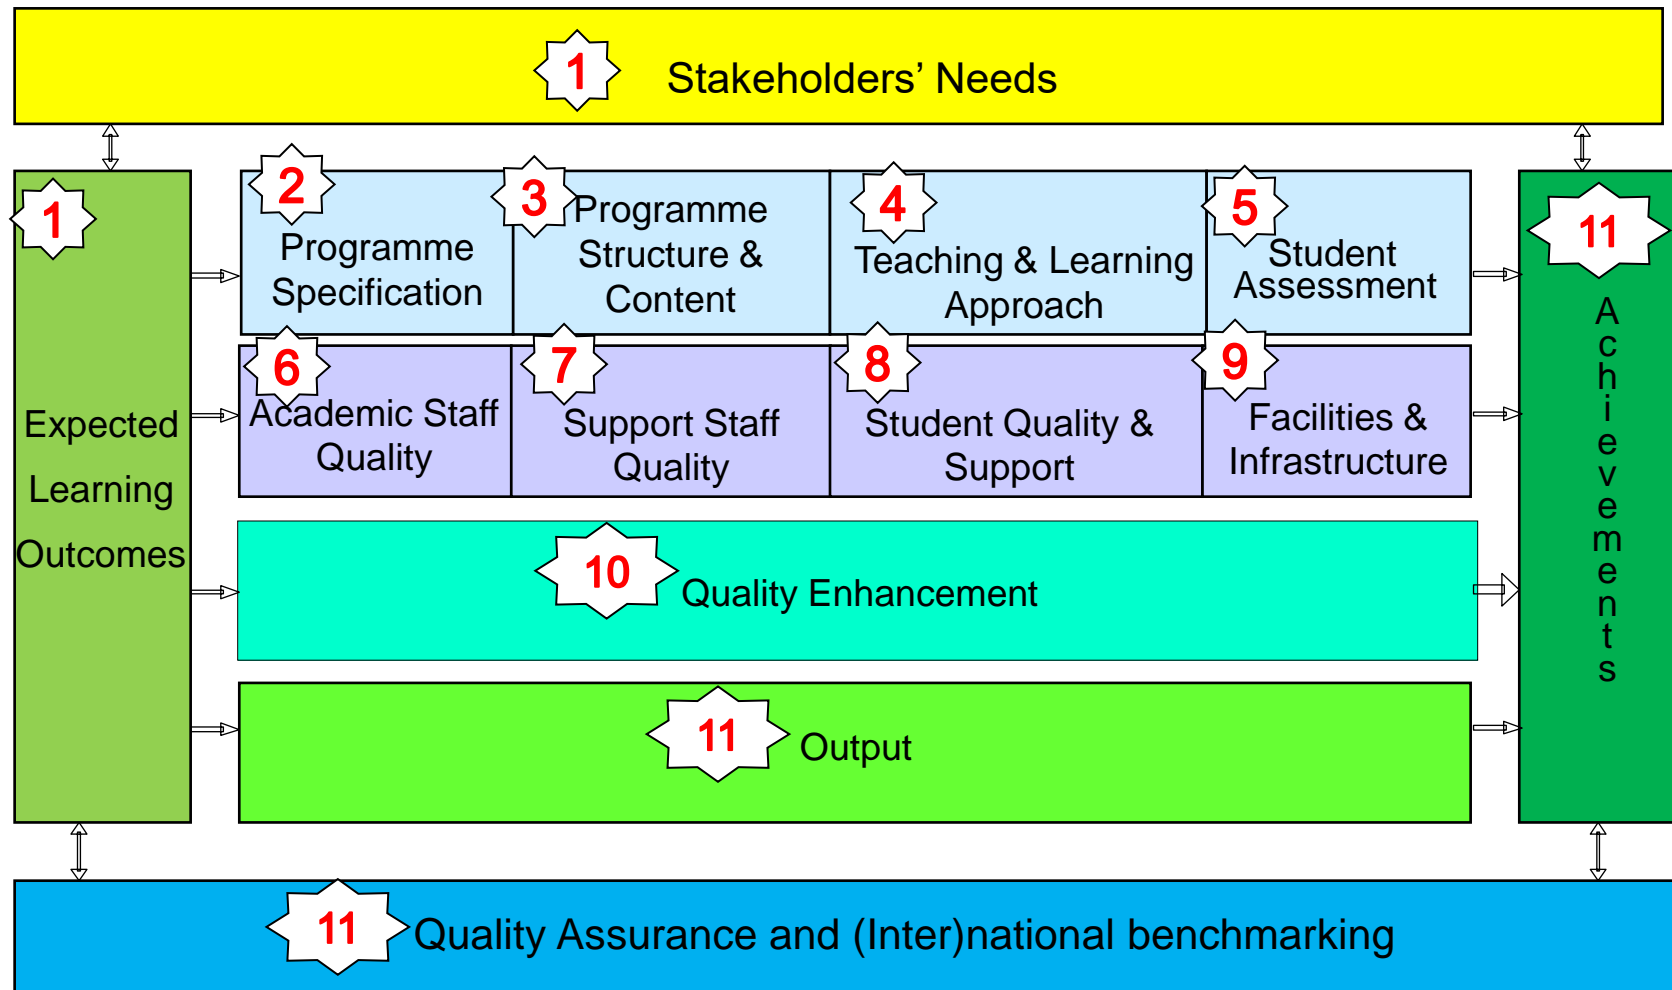 1 Stakeholders’ Needs
1
Expected
Learning
Outcomes
2
Programme
Specification
3
Programme
Structure &
Content
4
Teaching & Learning
Approach
5
Student
Assessment
6
Academic Staff
Quality
7
Support Staff
Quality
8
Student Quality &
Support
9
Facilities &
Infrastructure
10 Quality Enhancement
11 Output
11
Achievements
11 Quality Assurance and (Inter)national benchmarking